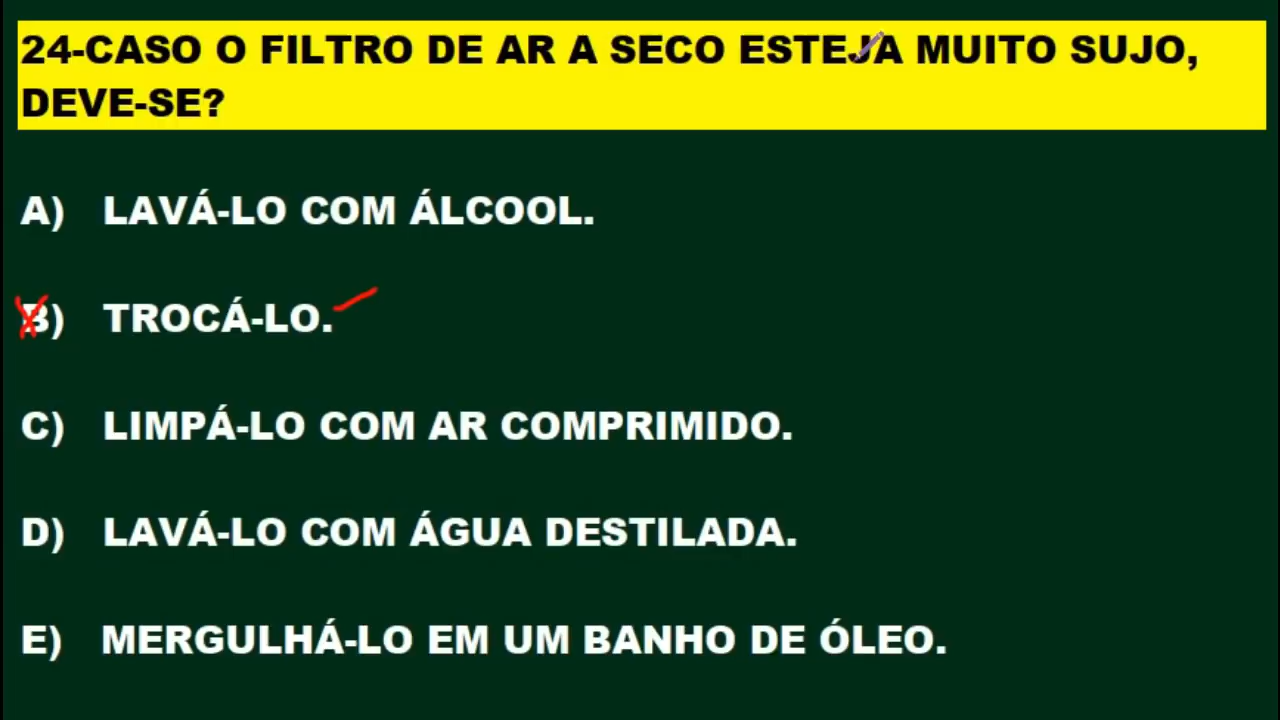 24-CASO O FILTRO DE AR A SECO ESTEJA MUITO SUJO,
DEVE-SE?
A) LAVÁ-LO COM ÁLCOOL.
B) TROCÁ-LO.
C) LIMPÁ-LO COM AR COMPRIMIDO.
D) LAVÁ-LO COM ÁGUA DESTILADA.
E) MERGULHÁ-LO EM UM BANHO DE ÓLEO.